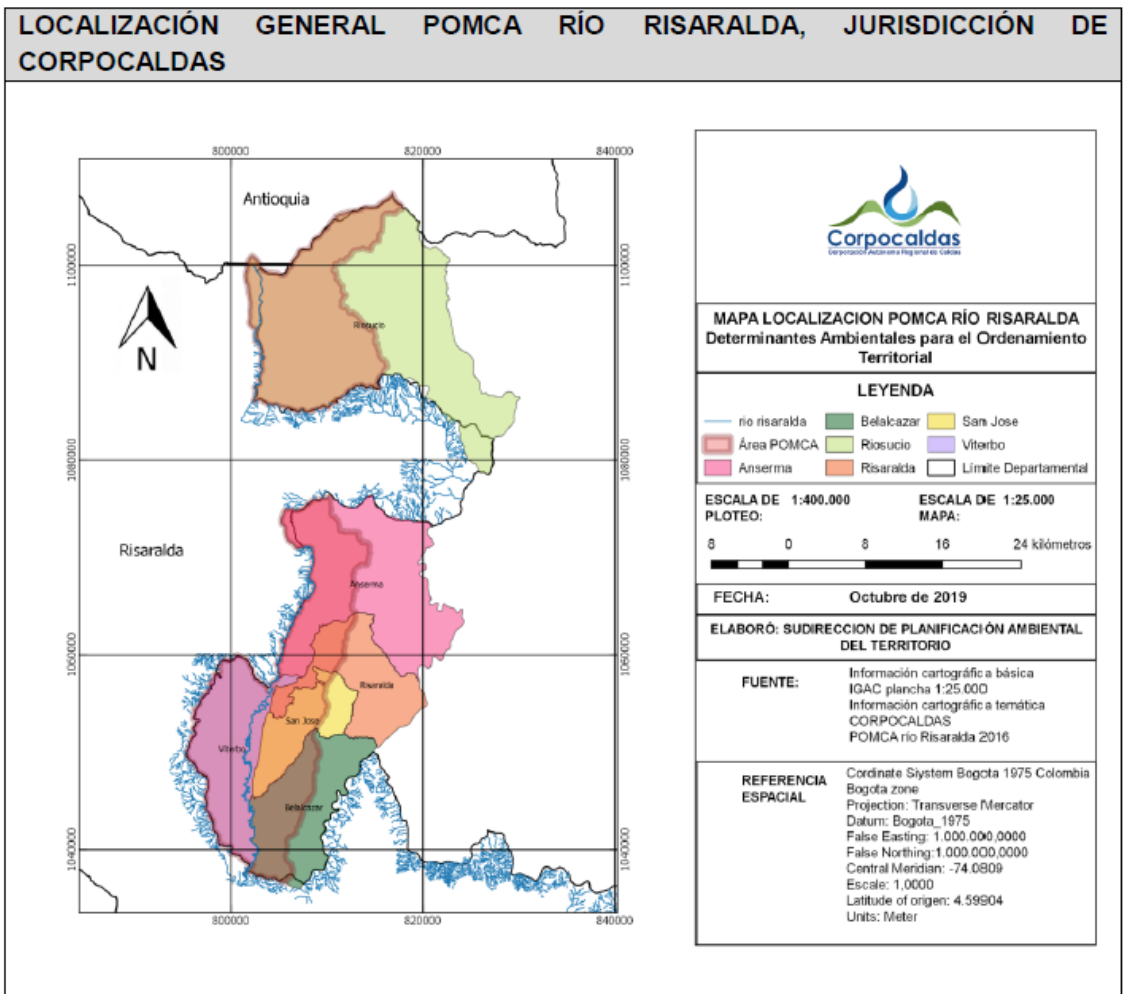 LOCALIZACIÓN GENERAL POMCA RÍO RISARALDA, JURISDICCIÓN DE
CORPOCALDAS
800000
820000
840000
Antioquia
1100000
1100000
Riosucio
N
1080000
1080000
Risaralda
Anserma
1060000
1060000
Risaralda
San Jose
Viterbo
Belalcazar
1040000
1040000
800000
820000
840000
Corpocaldas
Corporación Autónoma Regional de Caldas
MAPA LOCALIZACION POMCA RÍO RISARALDA
Determinantes Ambientales para el Ordenamiento
Territorial
LEYENDA
rio risaralda
Belalcazar
San Jose
Área POMCA
Riosucio
Viterbo
Anserma
Risaralda
Límite Departamental
ESCALA DE 1:400.000
PLOTEO:
ESCALA DE 1:25.000
MAPA:
8 0 8 16 24 kilómetros
FECHA: Octubre de 2019
ELABORÓ: SUDIRECCION DE PLANIFICACIÓN AMBIENTAL
DEL TERRITORIO
FUENTE:
Información cartográfica básica
IGAC plancha 1:25.000
Información cartográfica temática
CORPOCALDAS
POMCA río Risaralda 2016
REFERENCIA
ESPACIAL
Cordinate Siystem Bogota 1975 Colombia
Bogota zone
Projection: Transverse Mercator
Datum: Bogota_1975
False Easting: 1.000.000,0000
False Northing:1.000.000,0000
Central Meridian: -74.0809
Escale: 1,0000
Latitude of origen: 4.59904
Units: Meter